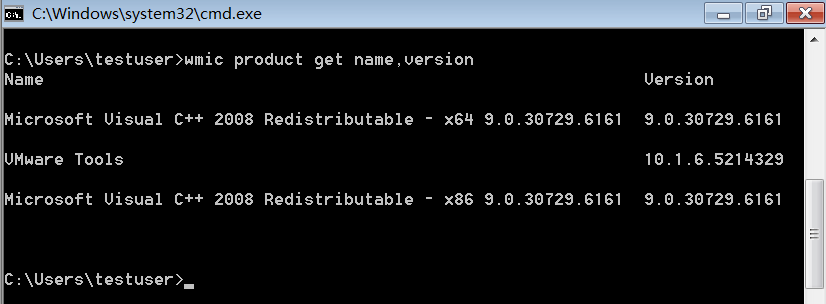 C:\Windows\system32\cmd.exe
C:\Users\testuser>wmic product get name,version
Name Version
Microsoft Visual C++ 2008 Redistributable - x64 9.0.30729.6161 9.0.30729.6161
VMware Tools 10.1.6.5214329
Microsoft Visual C++ 2008 Redistributable - x86 9.0.30729.6161 9.0.30729.6161
C:\Users\testuser>_